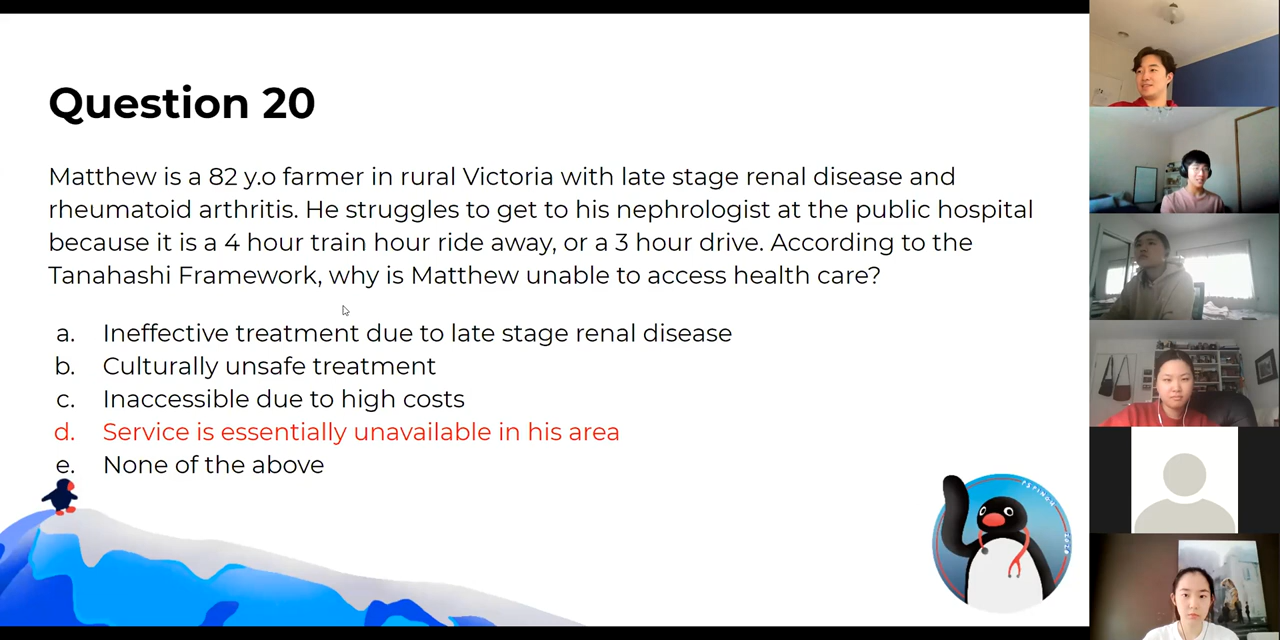 Question 20
Matthew is a 82 y.o farmer in rural Victoria with late stage renal disease and
rheumatoid arthritis. He struggles to get to his nephrologist at the public hospital
because it is a 4 hour train hour ride away, or a 3 hour drive. According to the
Tanahashi Framework, why is Matthew unable to access health care?
a. Ineffective treatment due to late stage renal disease
b. Culturally unsafe treatment
c. Inaccessible due to high costs
d. Service is essentially unavailable in his area
e. None of the above